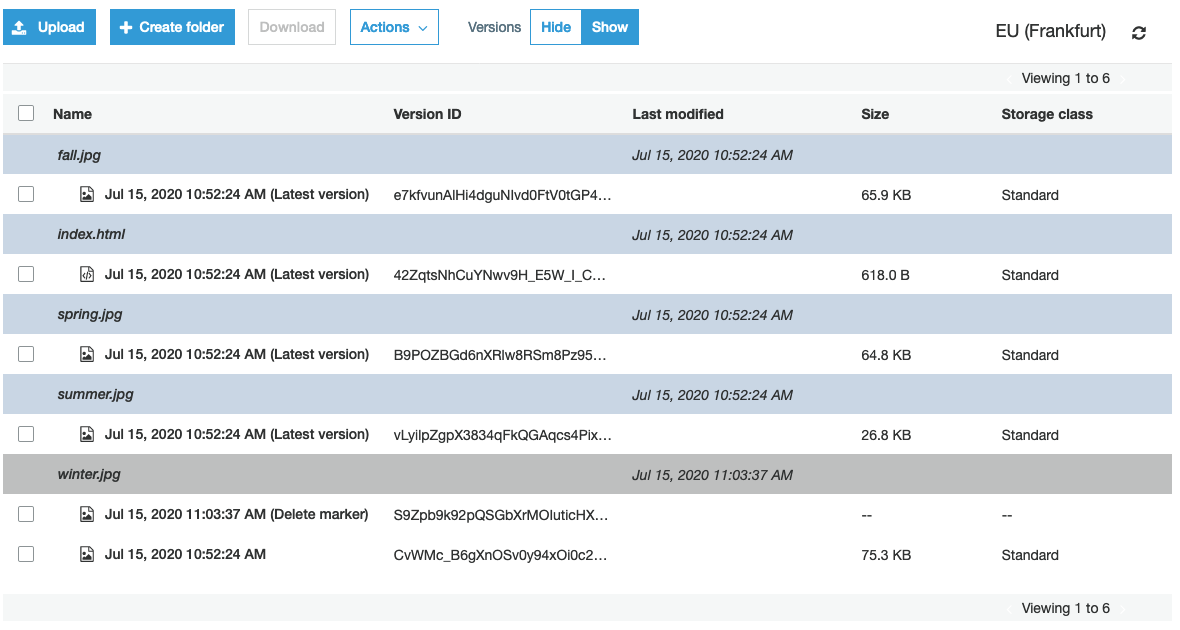 Upload Create folder Download Actions Versions Hide Show EU (Frankfurt)
Viewing 1 to 6
Name Version ID Last modified Size Storage class
fall.jpg Jul 15, 2020 10:52:24 AM
Jul 15, 2020 10:52:24 AM (Latest version) e7kfvunAlHi4dguNlvd0FtV0tGP4... 65.9 KB Standard
index.html Jul 15, 2020 10:52:24 AM
Jul 15, 2020 10:52:24 AM (Latest version) 42ZqtsNhCuYNwv9H_E5W_I_C... 618.0 B Standard
spring.jpg Jul 15, 2020 10:52:24 AM
Jul 15, 2020 10:52:24 AM (Latest version) B9POZBGd6nXRlw8RSm8Pz95... 64.8 KB Standard
summer.jpg Jul 15, 2020 10:52:24 AM
Jul 15, 2020 10:52:24 AM (Latest version) vLyilpZgpX3834qFkQGAqcs4Pix... 26.8 KB Standard
winter.jpg Jul 15, 2020 11:03:37 AM
Jul 15, 2020 11:03:37 AM (Delete marker) S9Zpb9k92pQSGbXrMOluticHX... -- --
Jul 15, 2020 10:52:24 AM CvWMc_B6gXnOSv0y94xOi0c2... 75.3 KB Standard
Viewing 1 to 6